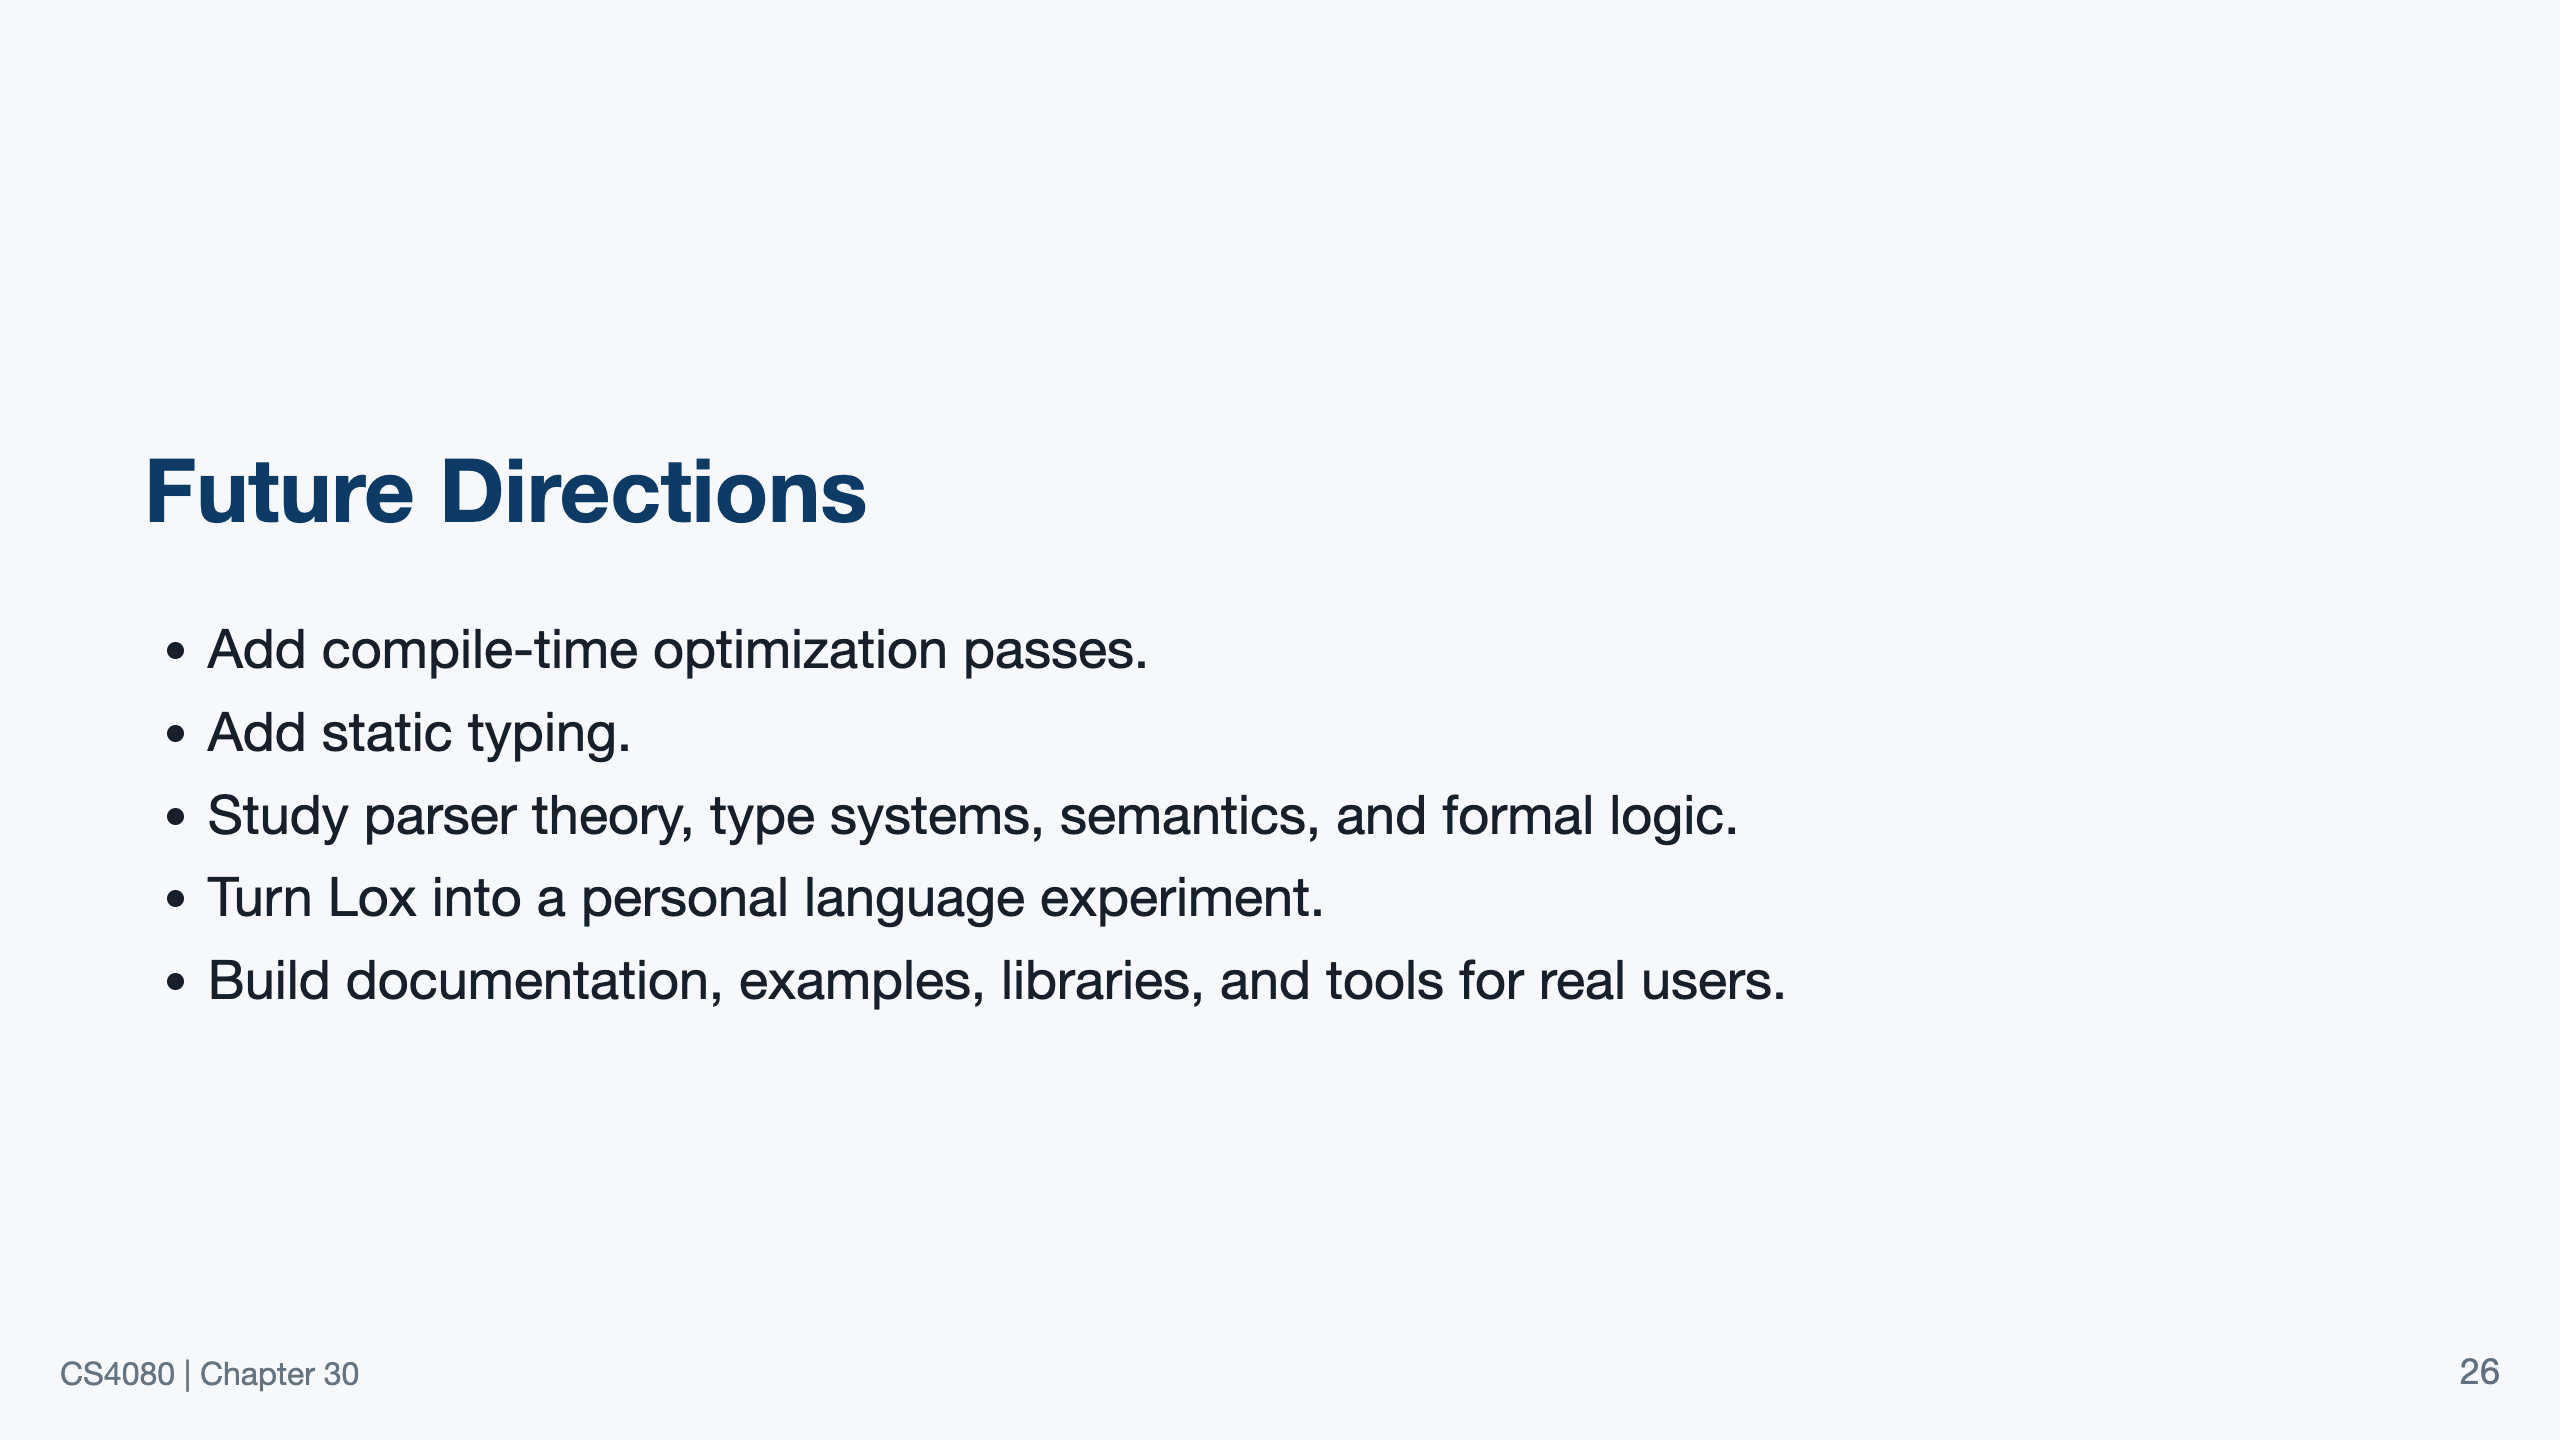 Future Directions
• Add compile-time optimization passes.
• Add static typing.
• Study parser theory, type systems, semantics, and formal logic.
• Turn Lox into a personal language experiment.
• Build documentation, examples, libraries, and tools for real users.
CS4080 | Chapter 30
26